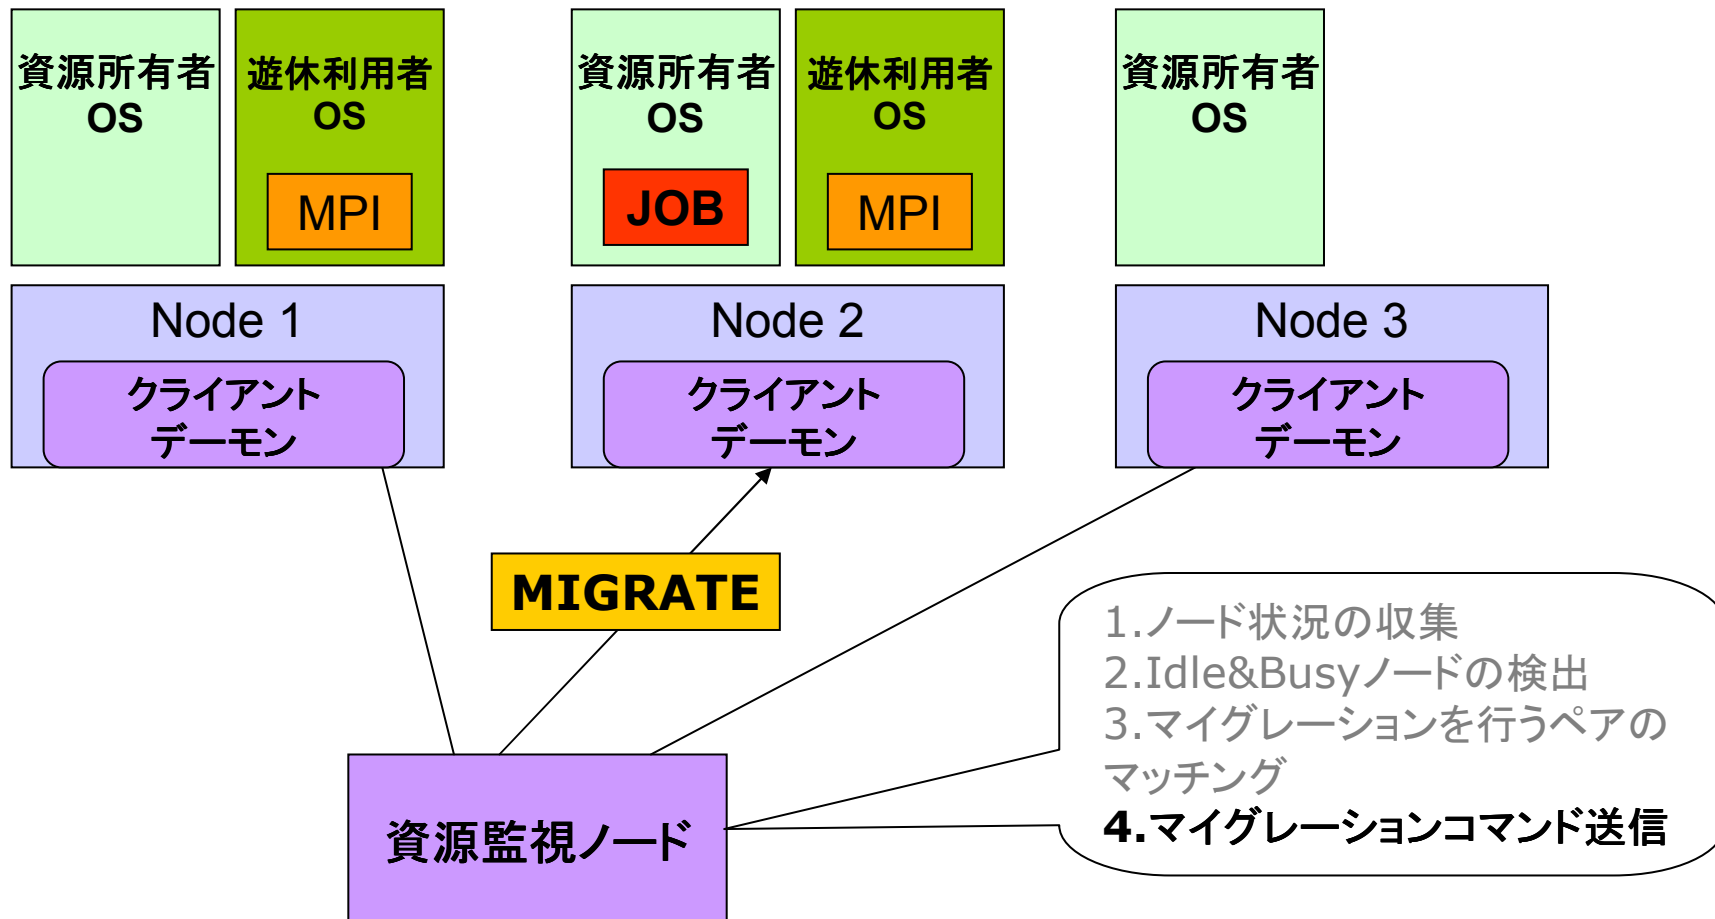 資源所有者
OS
遊休利用者
OS
MPI
資源所有者
OS
JOB
遊休利用者
OS
MPI
資源所有者
OS
Node 1
クライアント
デーモン
Node 2
クライアント
デーモン
Node 3
クライアント
デーモン
MIGRATE
1.ノード状況の収集
2.Idle&Busyノードの検出
3.マイグレーションを行うペアの
マッチング
4.マイグレーションコマンド送信
資源監視ノード